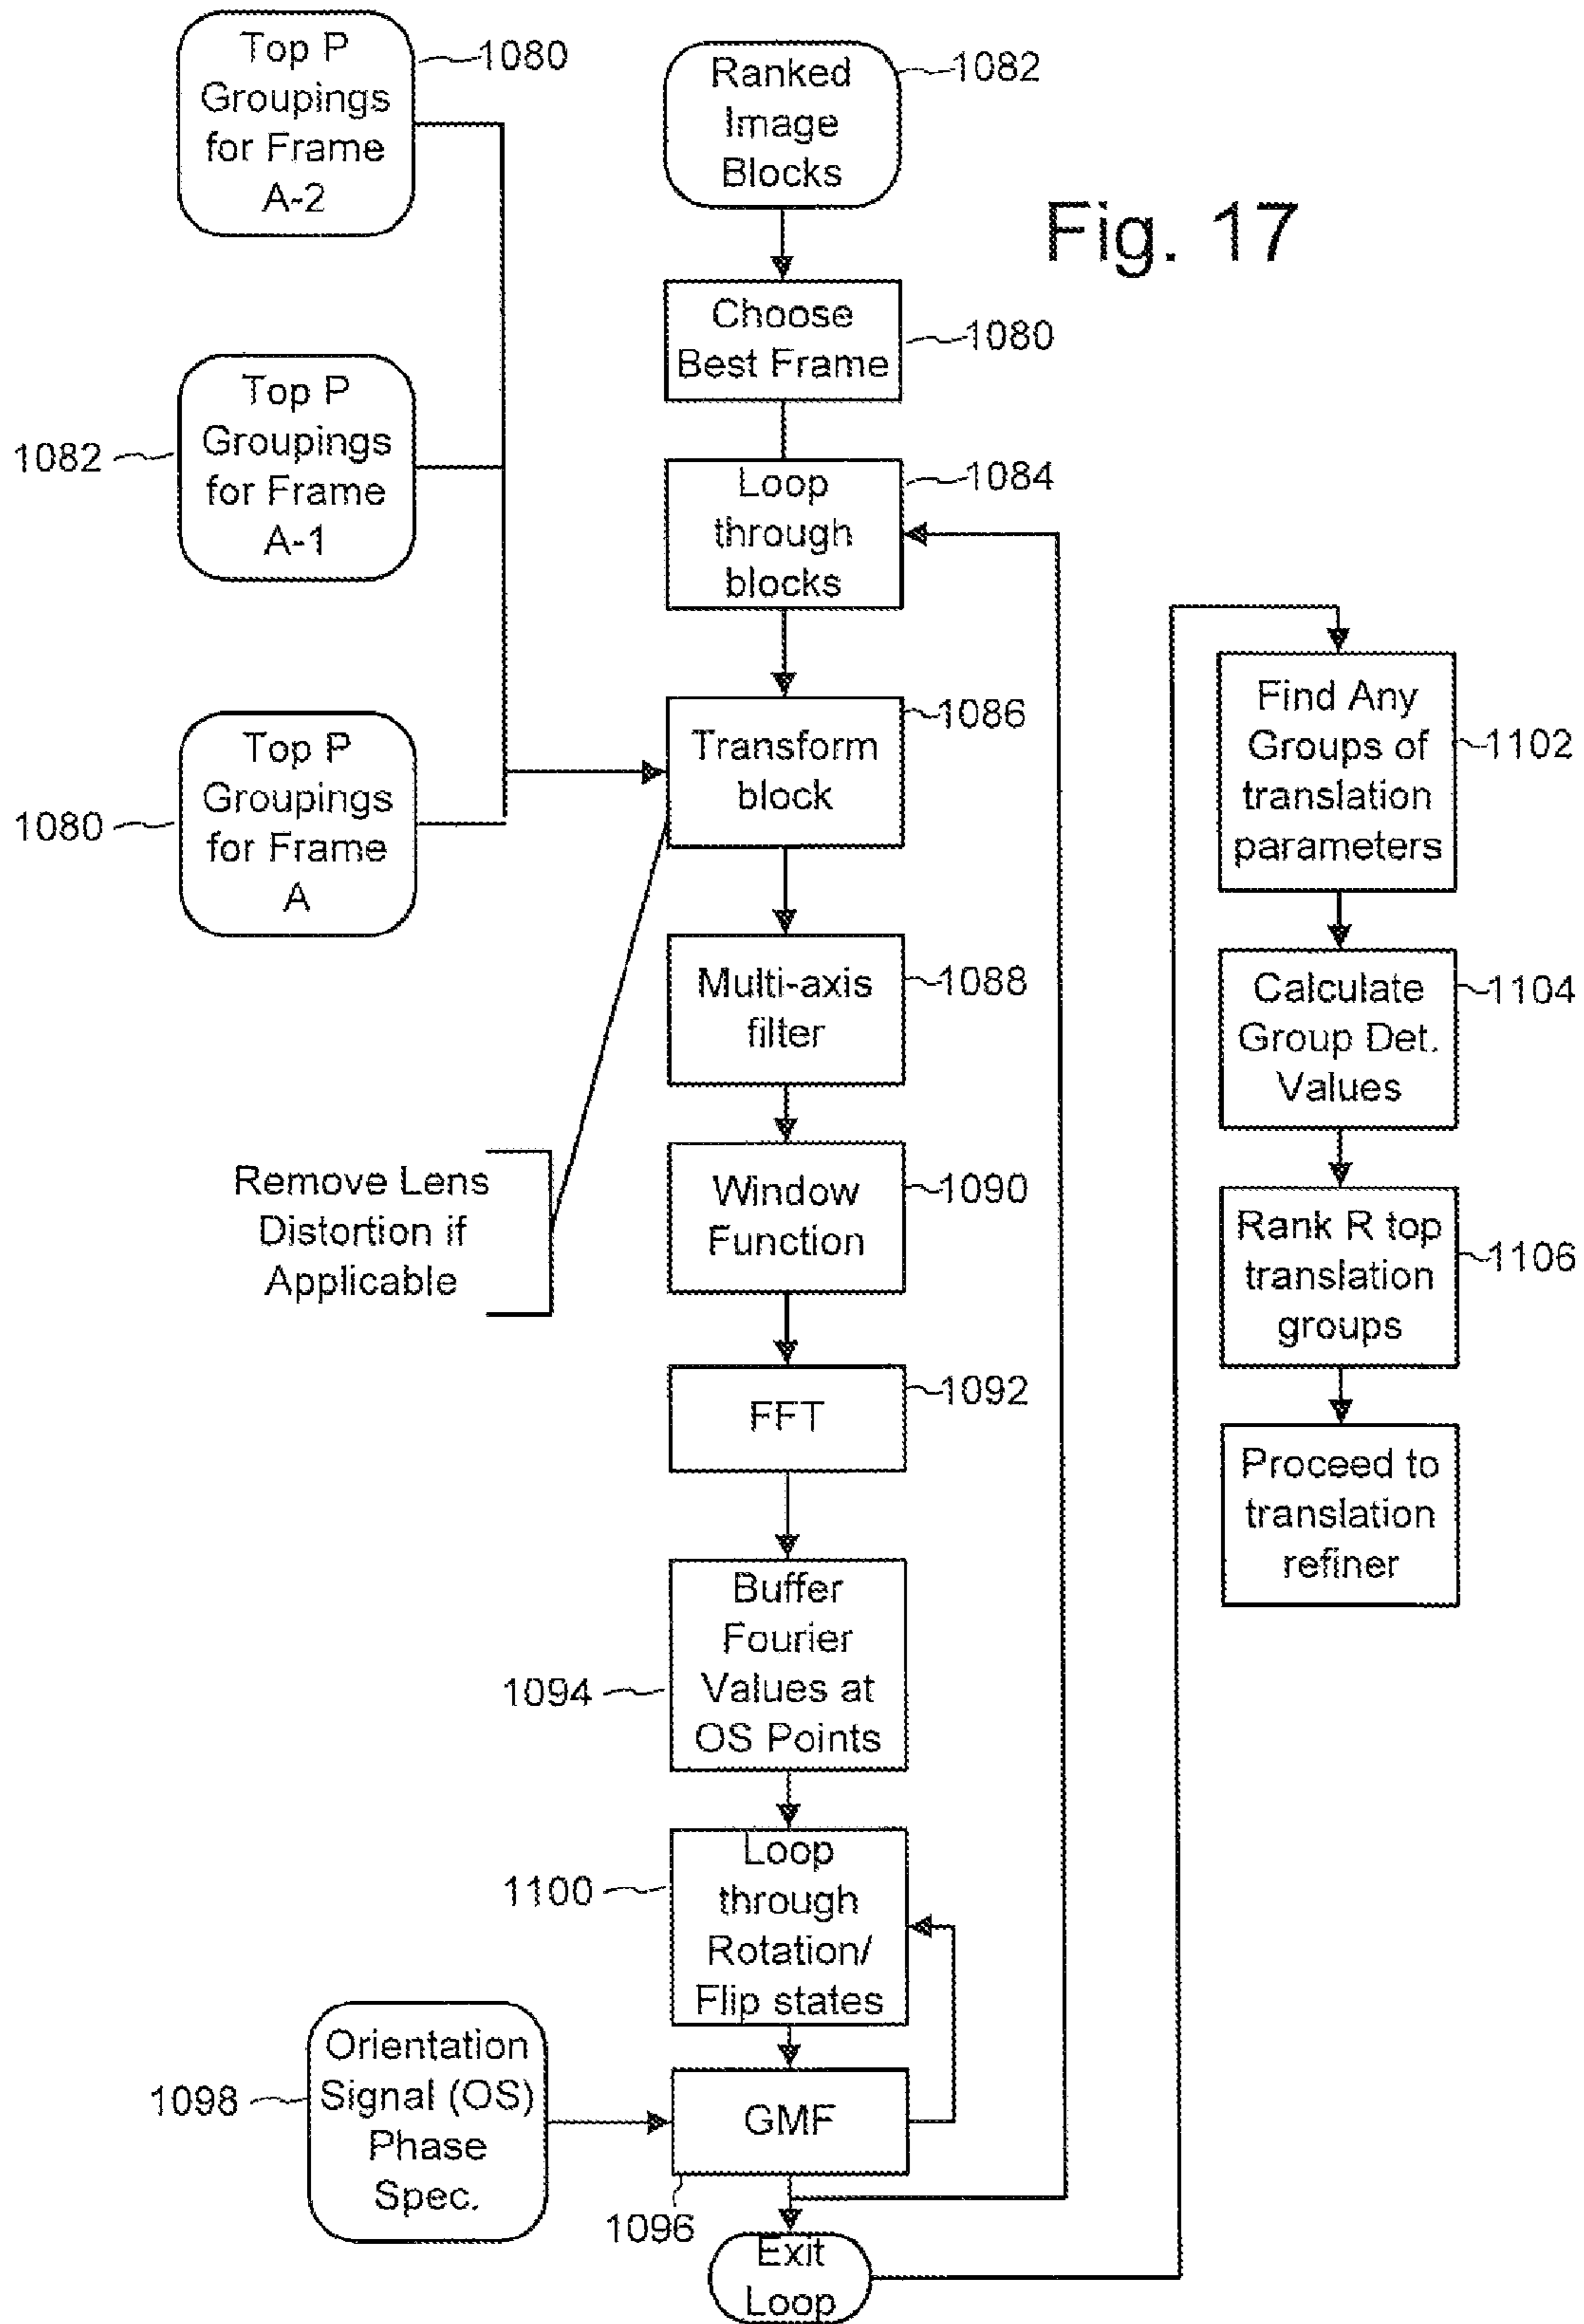 Top P
Groupings
for Frame
A-2
1080
Ranked
Image
Blocks
1082
Fig. 17
Choose
Best Frame
1080
Top P
Groupings
for Frame
A-1
1082
Loop
through
blocks
1084
Top P
Groupings
for Frame
A
1080
Transform
block
1086
Remove Lens
Distortion if
Applicable
Multi-axis
filter
1088
Window
Function
1090
FFT
1092
Buffer
Fourier
Values at
OS Points
1094
Loop
through
Rotation/
Flip states
1100
Orientation
Signal (OS)
Phase
Spec.
1098
GMF
1096
Exit
Loop
Find Any
Groups of
translation
parameters
1102
Calculate
Group Det.
Values
1104
Rank R top
translation
groups
1106
Proceed to
translation
refiner